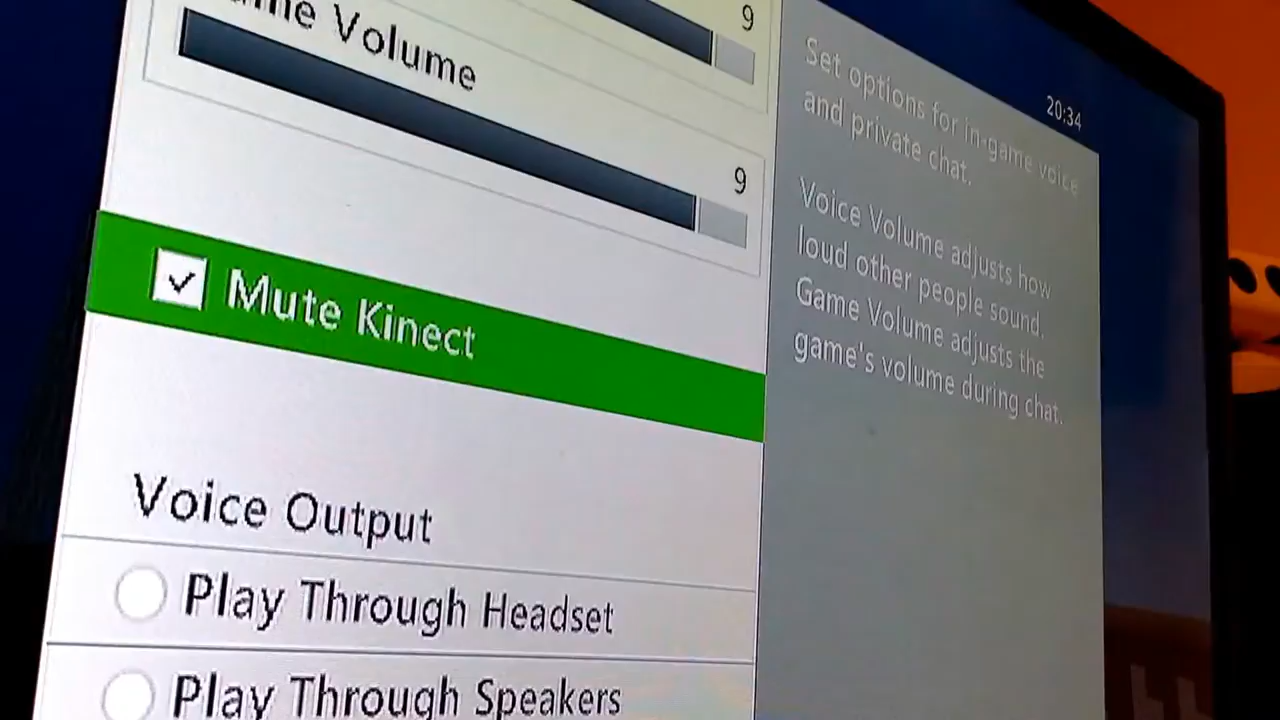 9
Volume
9
Mute Kinect
Voice Output
Play Through Headset
Play Through Speakers
20:34
Set options for in-game voice
and private chat.
Voice Volume adjusts how
loud other people sound.
Game Volume adjusts the
game's volume during chat.